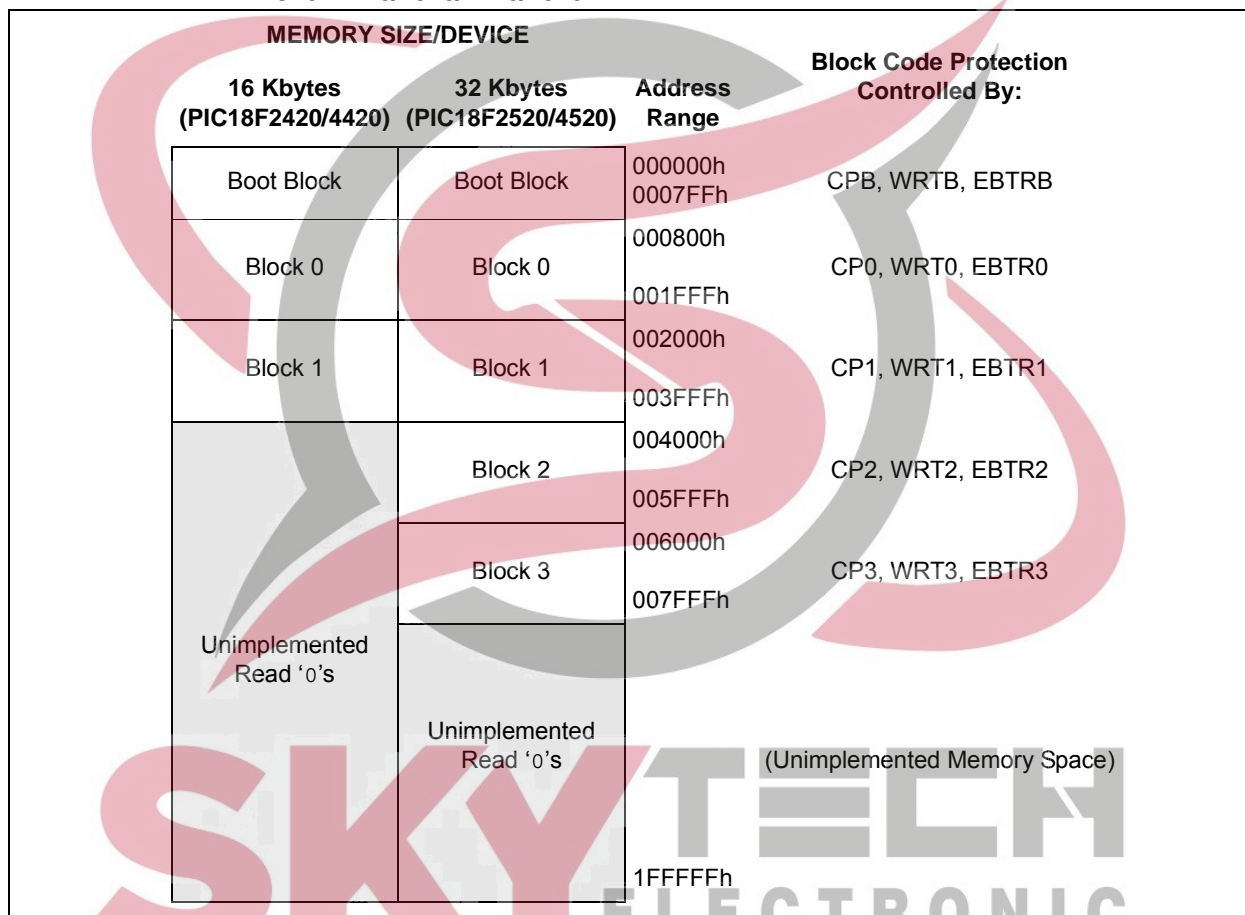 MEMORY SIZE/DEVICE
16 Kbytes
(PIC18F2420/4420)
32 Kbytes
(PIC18F2520/4520)
Address
Range
Block Code Protection
Controlled By:
Boot Block
Boot Block
000000h
0007FFh
CPB, WRTB, EBTRB
Block 0
Block 0
000800h
001FFFh
CP0, WRT0, EBTR0
Block 1
Block 1
002000h
003FFFh
CP1, WRT1, EBTR1
Block 2
004000h
005FFFh
CP2, WRT2, EBTR2
Block 3
006000h
007FFFh
CP3, WRT3, EBTR3
Unimplemented
Read ‘0’s
Unimplemented
Read ‘0’s
(Unimplemented Memory Space)
1FFFFFh
SKYTECH
ELECTRONIC